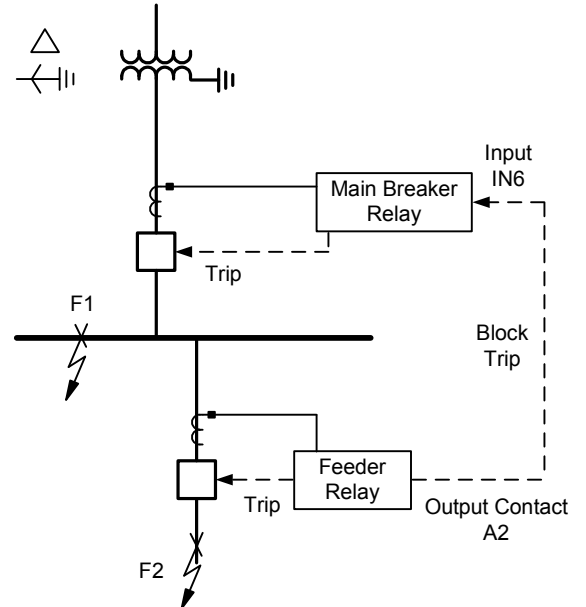 Input
IN6
Main Breaker
Relay
Trip
F1
Block
Trip
Feeder
Relay
Trip
Output Contact
A2
F2